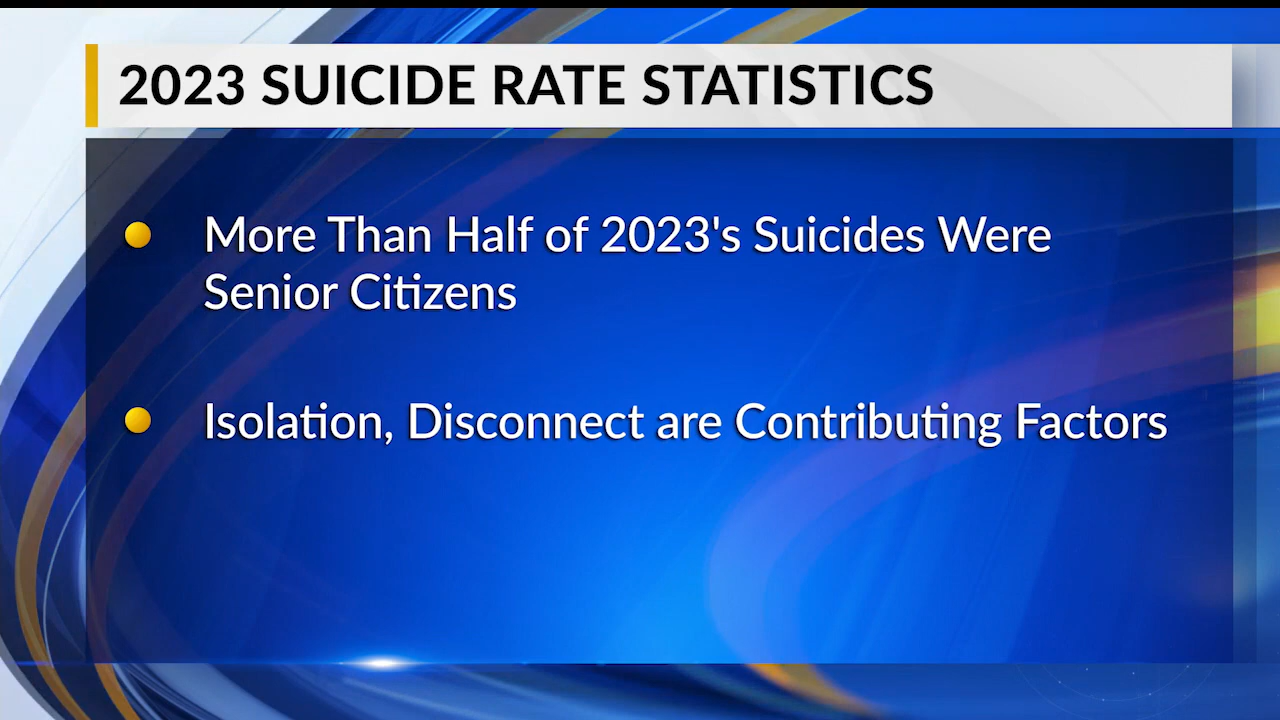 2023 SUICIDE RATE STATISTICS
More Than Half of 2023's Suicides Were
Senior Citizens
Isolation, Disconnect are Contributing Factors